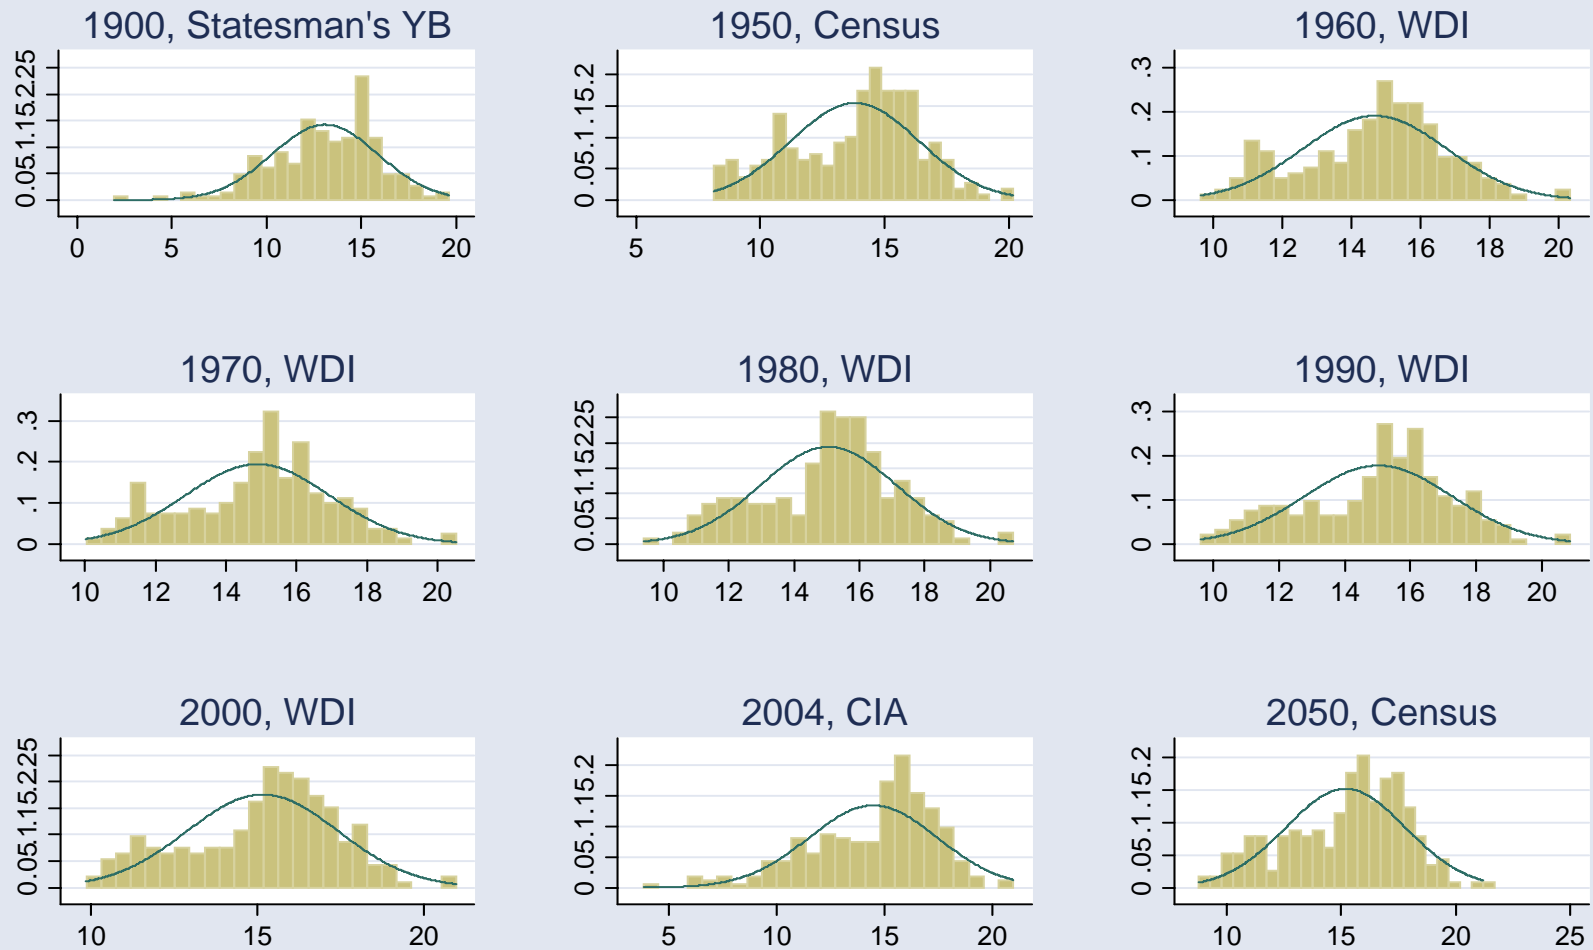 1900, Statesman's YB
0 .05 .1 .15 .2 .25
0 5 10 15 20
1950, Census
0 .05 .1 .15 .2
5 10 15 20
1960, WDI
0 .1 .2 .3
10 12 14 16 18 20
1970, WDI
0 .1 .2 .3
10 12 14 16 18 20
1980, WDI
0 .05 .1 .15 .2 .25
10 12 14 16 18 20
1990, WDI
0 .1 .2 .3
10 12 14 16 18 20
2000, WDI
0 .05 .1 .15 .2 .25
10 15 20
2004, CIA
0 .05 .1 .15 .2
5 10 15 20
2050, Census
0 .05 .1 .15 .2
10 15 20 25